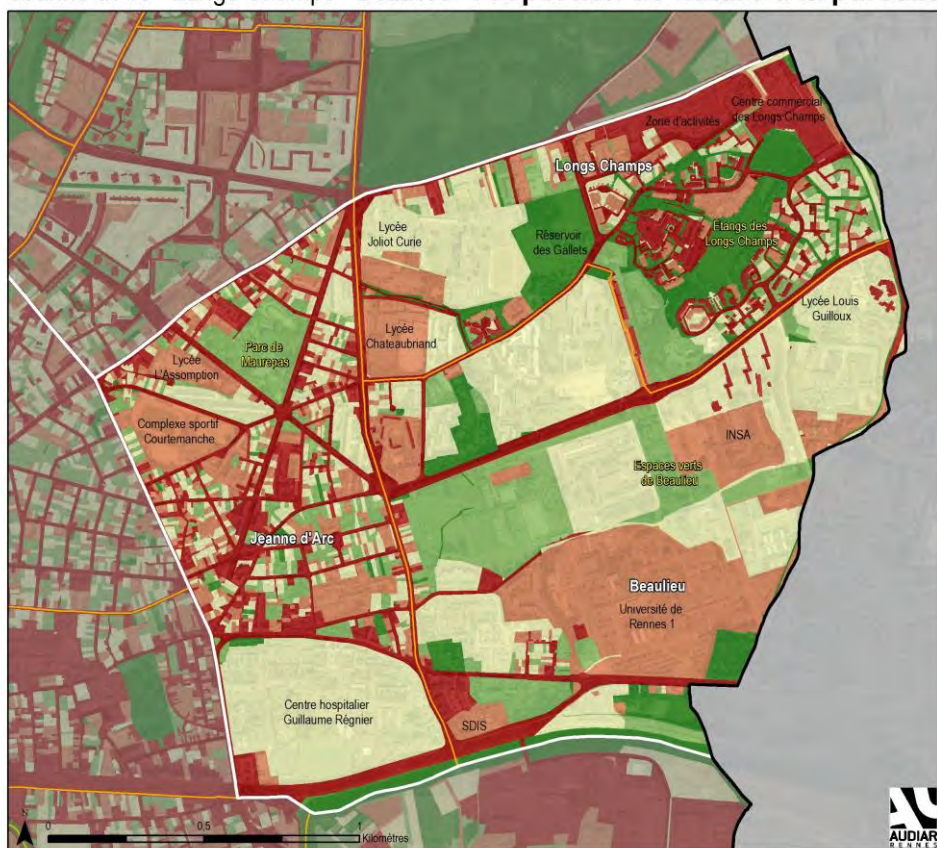 Centre commercial
des Longs Champs
Zone d'activités
Longs Champs
Lycée
Joliot Curie
Réservoir
des Gallets
Etangs des
Longs Champs
Lycée Louis
Guilloux
Lycée
Chateaubriand
Parc de
Maurepas
Lycée
L'Assomption
Complexe sportif
Courtemanche
INSA
Espaces verts
de Beaulieu
Jeanne d'Arc
Beaulieu
Université de
Rennes 1
Centre hospitalier
Guillaume Régnier
SDIS
N
0 0,5 1
Kilomètres
AU
AUDIAR
RENNES